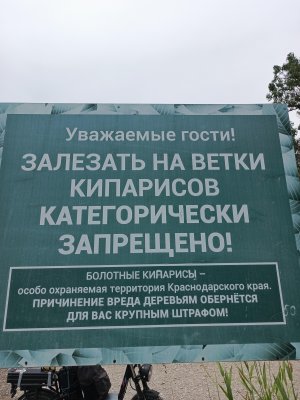 Уважаемые гости!
ЗАЛЕЗАТЬ НА ВЕТКИ
КИПАРИСОВ
КАТЕГОРИЧЕСКИ
ЗАПРЕЩЕНО!
БОЛОТНЫЕ КИПАРИСЫ –
особо охраняемая территория Краснодарского края.
ПРИЧИНЕНИЕ ВРЕДА ДЕРЕВЬЯМ ОБЕРНЁТСЯ
ДЛЯ ВАС КРУПНЫМ ШТРАФОМ!